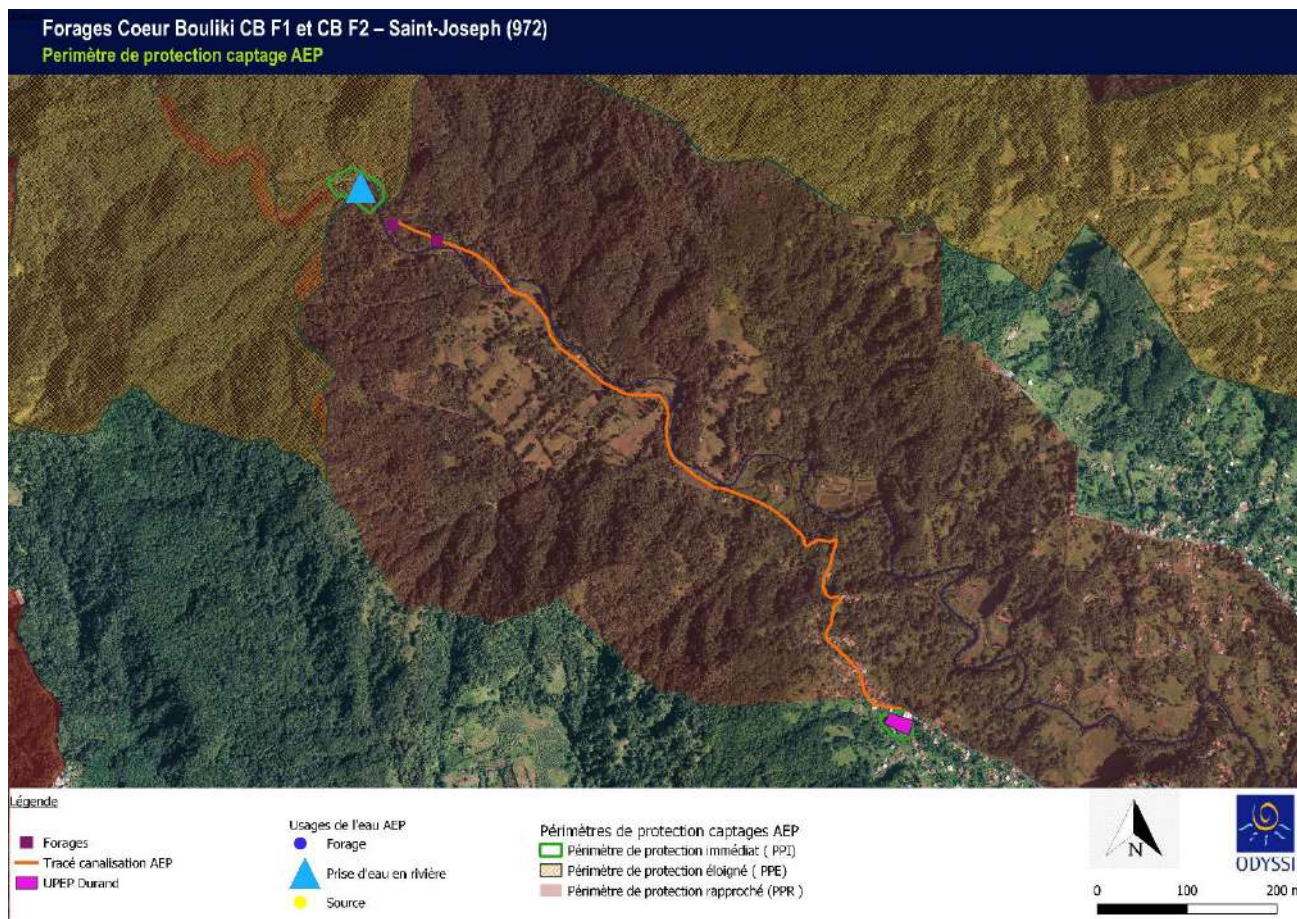 Forages Coeur Bouliki CB F1 et CB F2 – Saint-Joseph (972)
Perimètre de protection captage AEP
Légende
Forages
Tracé canalisation AEP
UPEP Durand
Usages de l'eau AEP
Forage
Prise d'eau en rivière
Source
Périmètres de protection captages AEP
Périmètre de protection immédiat ( PPI)
Périmètre de protection éloigné ( PPE)
Périmètre de protection rapproché (PPR )
N
ODYSSI
0 100 200 m